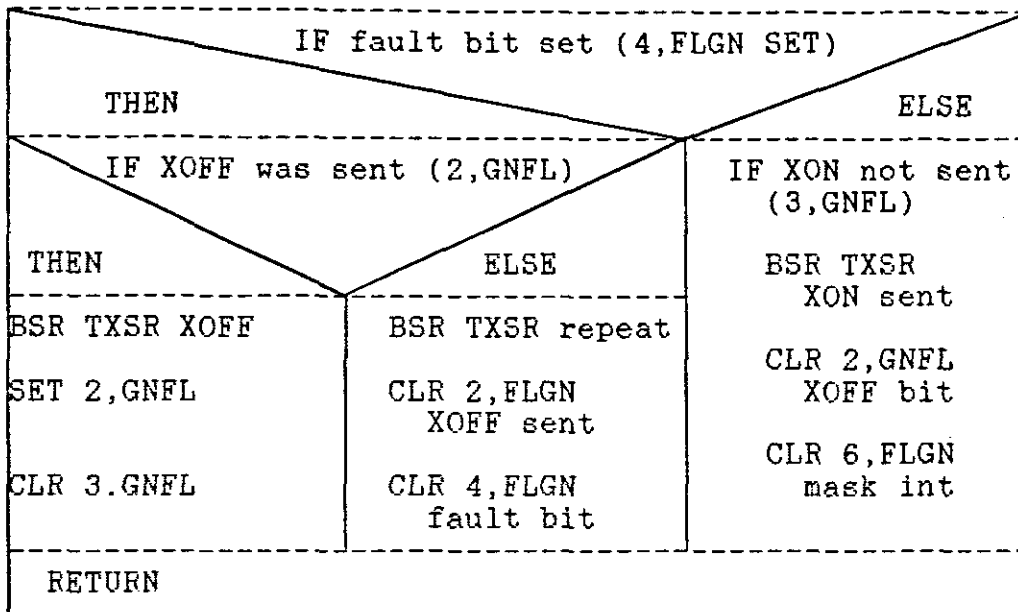 IF fault bit set (4,FLGN SET)
THEN
ELSE
IF XOFF was sent (2,GNFL)
THEN
ELSE
BSR TXSR XOFF
SET 2,GNFL
CLR 3.GNFL
BSR TXSR repeat
CLR 2,FLGN
XOFF sent
CLR 4,FLGN
fault bit
IF XON not sent
(3,GNFL)
BSR TXSR
XON sent
CLR 2,GNFL
XOFF bit
CLR 6,FLGN
mask int
RETURN